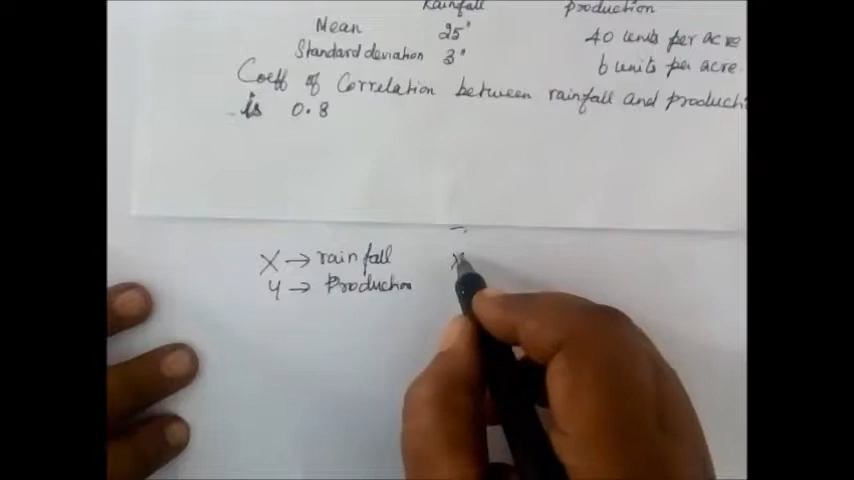 Rainfall production
Mean 25" 40 units per acre
Standard deviation 3" 6 units per acre.
Coeff of Correlation between rainfall and producti
is 0.8
X → rainfall X
Y → Production